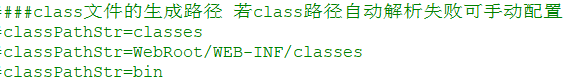 ###class文件的生成路径 若class路径自动解析失败可手动配置
#classPathStr=classes
#classPathStr=WebRoot/WEB-INF/classes
#classPathStr=bin